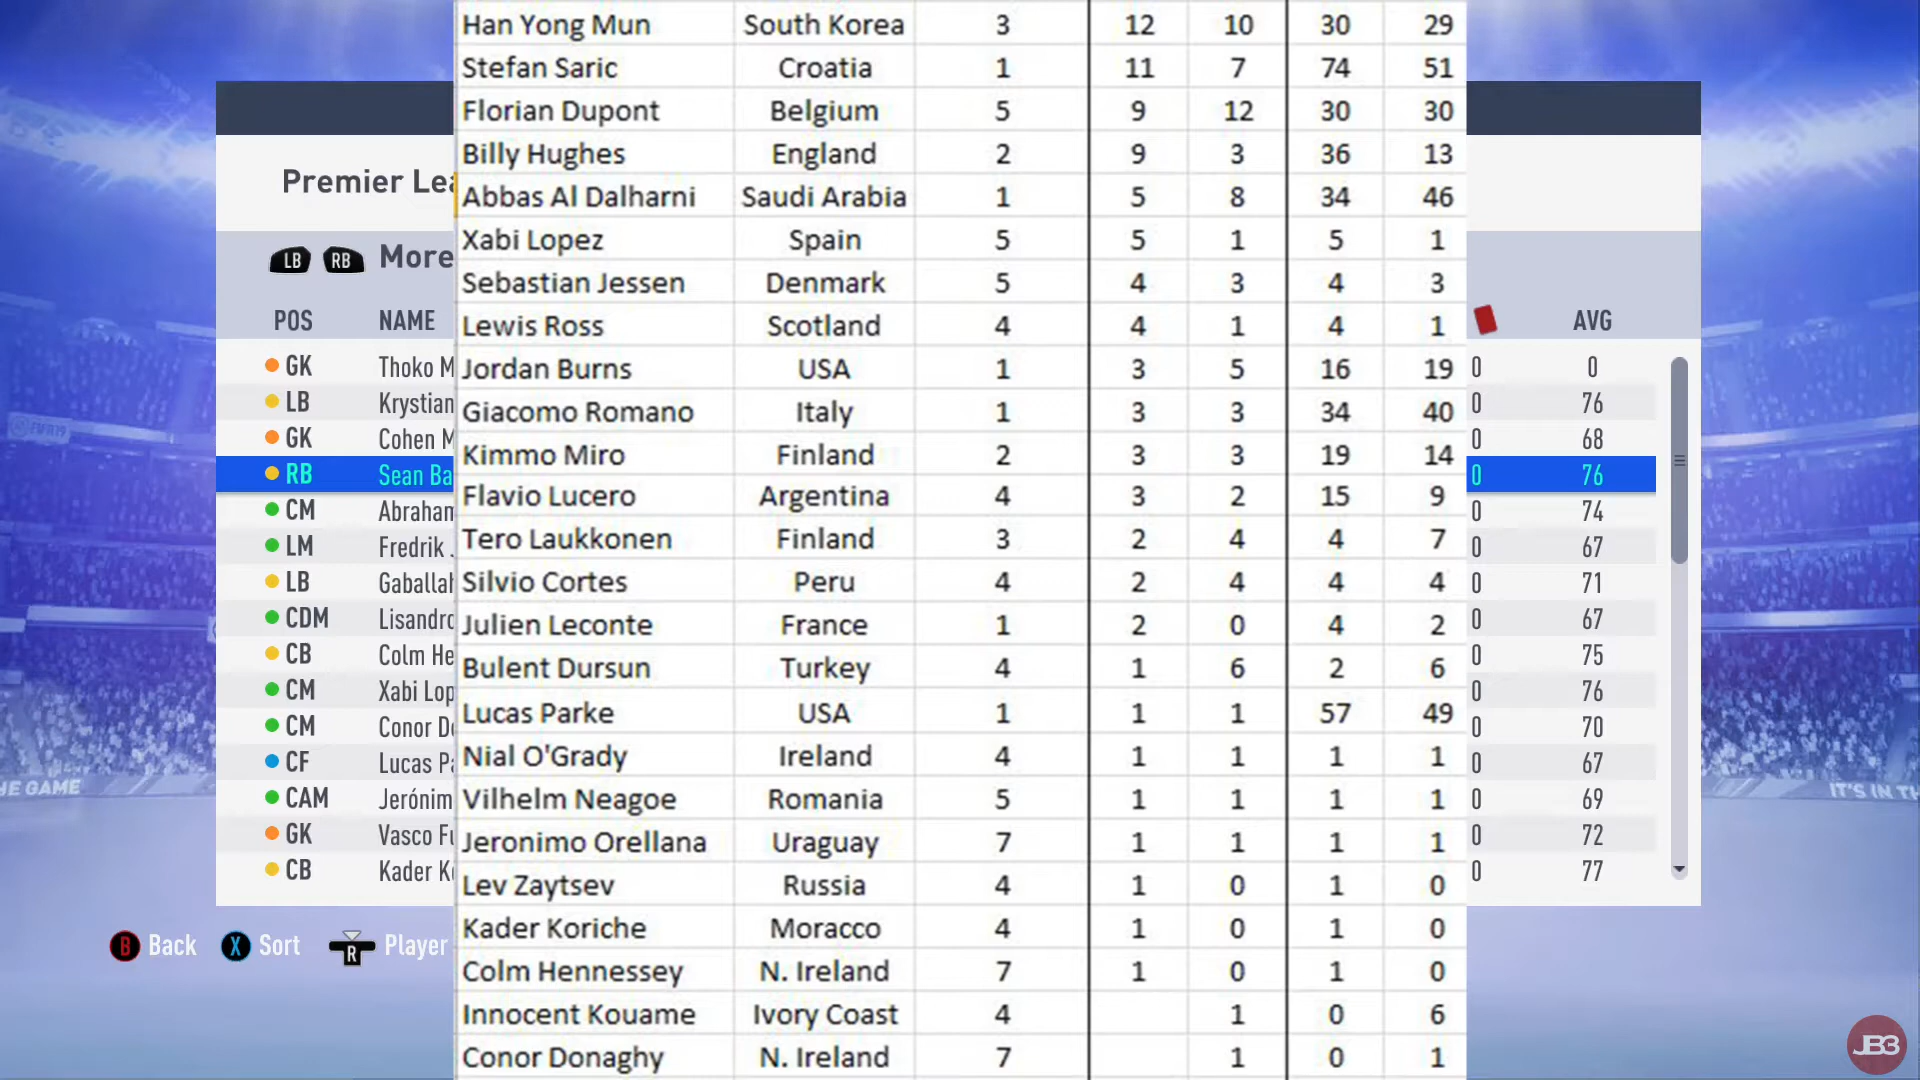 Han Yong Mun South Korea 3 12 10 30 29
Stefan Saric Croatia 1 11 7 74 51
Florian Dupont Belgium 5 9 12 30 30
Billy Hughes England 2 9 3 36 13
Premier Lea
Abbas Al Dalharni Saudi Arabia 1 5 8 34 46
Xabi Lopez Spain 5 5 1 5 1
LB RB More
Sebastian Jessen Denmark 5 4 3 4 3
POS NAME AVG
Lewis Ross Scotland 4 4 1 4 1
GK Thoko M 0 0
Jordan Burns USA 1 3 5 16 19
LB Krystian 0 76
Giacomo Romano Italy 1 3 3 34 40
GK Cohen M 0 68
Kimmo Miro Finland 2 3 3 19 14
RB Sean Ba 0 76
Flavio Lucero Argentina 4 3 2 15 9
CM Abraham 0 74
Tero Laukkonen Finland 3 2 4 4 7
LM Fredrik 0 67
Silvio Cortes Peru 4 2 4 4 4
LB Gaballah 0 71
Julien Leconte France 1 2 0 4 2
CDM Lisandro 0 67
Bulent Dursun Turkey 4 1 6 2 6
CB Colm He 0 75
CM Xabi Lop 0 76
Lucas Parke USA 1 1 1 57 49
CM Conor Do 0 70
Nial O'Grady Ireland 4 1 1 1 1
CF Lucas Pa 0 67
HE GAME
IT'S IN TH
Vilhelm Neagoe Romania 5 1 1 1 1
CAM Jerónim 0 69
Jeronimo Orellana Uraguay 7 1 1 1 1
GK Vasco Fu 0 72
Lev Zaytsev Russia 4 1 0 1 0
CB Kader Ko 0 77
Kader Koriche Moracco 4 1 0 1 0
B Back X Sort R Player
Colm Hennessey N. Ireland 7 1 0 1 0
Innocent Kouame Ivory Coast 4 1 0 6
Conor Donaghy N. Ireland 7 1 0 1
JB3
FIFA19